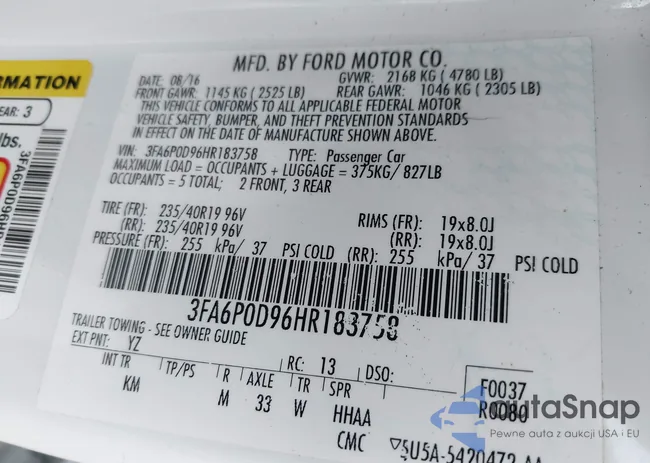 MFD. BY FORD MOTOR CO.
DATE: 08/16 GVWR: 2168 KG ( 4780 LB)
FRONT GAWR: 1145 KG ( 2525 LB) REAR GAWR: 1046 KG ( 2305 LB)
THIS VEHICLE CONFORMS TO ALL APPLICABLE FEDERAL MOTOR
VEHICLE SAFETY, BUMPER, AND THEFT PREVENTION STANDARDS
IN EFFECT ON THE DATE OF MANUFACTURE SHOWN ABOVE.
VIN: 3FA6P0D96HR183758 TYPE: Passenger Car
MAXIMUM LOAD = OCCUPANTS + LUGGAGE = 375KG/ 827LB
OCCUPANTS = 5 TOTAL; 2 FRONT, 3 REAR
TIRE (FR): 235/40R19 96V RIMS (FR): 19x8.0J
(RR): 235/40R19 96V (RR): 19x8.0J
PRESSURE (FR): 255 kPa/ 37 PSI COLD (RR): 255 kPa/ 37 PSI COLD
3FA6P0D96HR183758
TRAILER TOWING - SEE OWNER GUIDE
EXT PNT: YZ RC: 13 DSO: F0037
R0080
INT TR TP/PS R AXLE TR SPR
KM M 33 W HHAA
CMC 5U5A-5420472-AA
RMATION
EAR: 3
lbs.
3FA6P0D96HR
autoSnap
Pewne auta z aukcji USA i EU